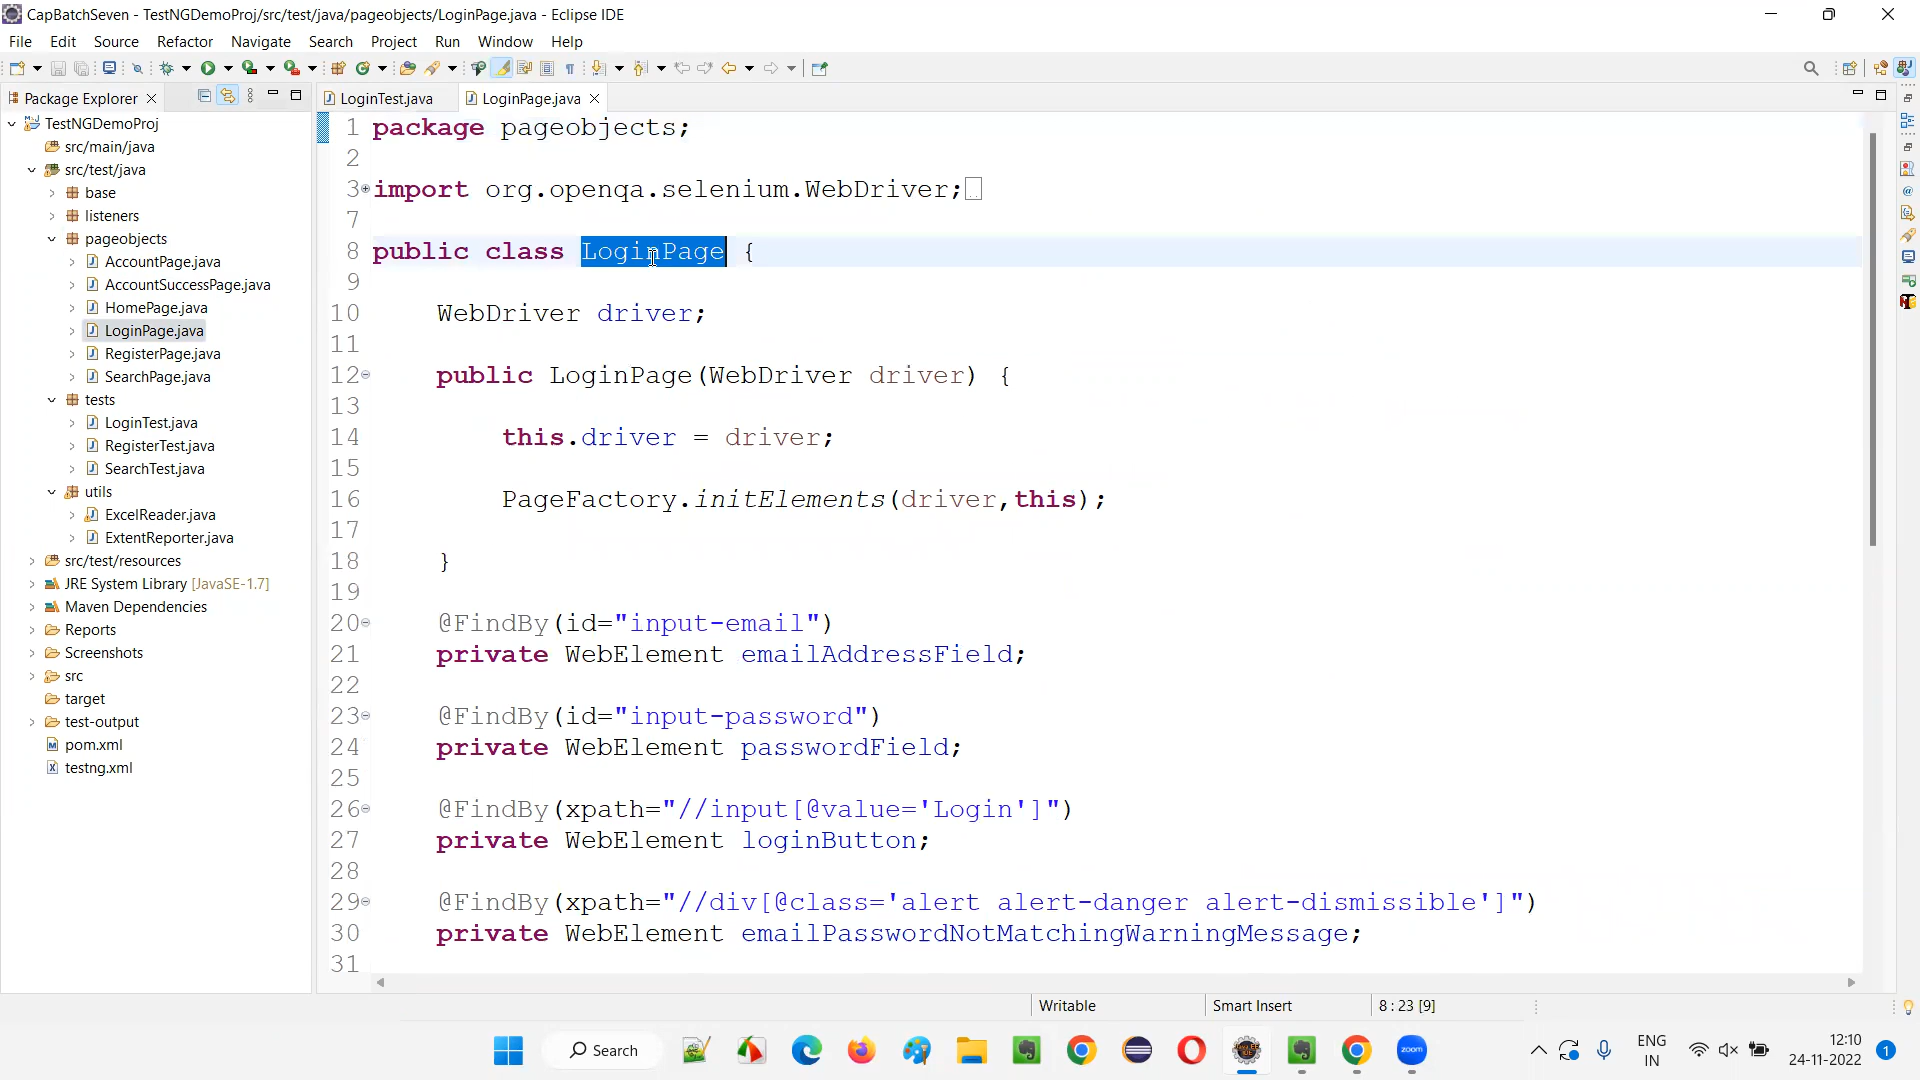 CapBatchSeven - TestNGDemoProj/src/test/java/pageobjects/LoginPage.java - Eclipse IDE
File Edit Source Refactor Navigate Search Project Run Window Help
Package Explorer
LoginTest.java
LoginPage.java
TestNGDemoProj
src/main/java
src/test/java
base
listeners
pageobjects
AccountPage.java
AccountSuccessPage.java
HomePage.java
LoginPage.java
RegisterPage.java
SearchPage.java
tests
LoginTest.java
RegisterTest.java
SearchTest.java
utils
ExcelReader.java
ExtentReporter.java
src/test/resources
JRE System Library [JavaSE-1.7]
Maven Dependencies
Reports
Screenshots
src
target
test-output
pom.xml
testng.xml
1 package pageobjects;
2
3 import org.openqa.selenium.WebDriver;
7
8 public class LoginPage {
9
10 WebDriver driver;
11
12 public LoginPage(WebDriver driver) {
13
14 this.driver = driver;
15
16 PageFactory.initElements(driver,this);
17
18 }
19
20 @FindBy(id="input-email")
21 private WebElement emailAddressField;
22
23 @FindBy(id="input-password")
24 private WebElement passwordField;
25
26 @FindBy(xpath="//input[@value='Login']")
27 private WebElement loginButton;
28
29 @FindBy(xpath="//div[@class='alert alert-danger alert-dismissible']")
30 private WebElement emailPasswordNotMatchingWarningMessage;
31
Writable
Smart Insert
8 : 23 [9]
Search
zoom
ENG
IN
12:10
24-11-2022
1